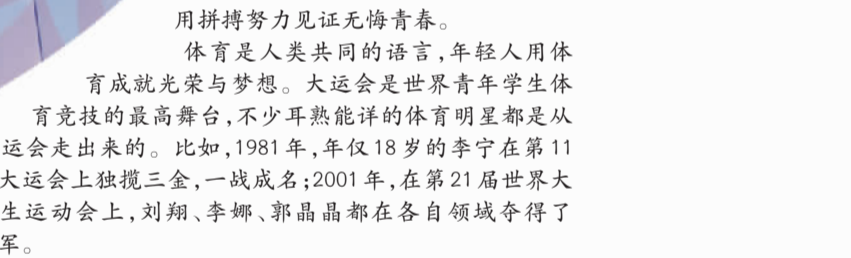 用拼搏努力见证无悔青春。
体育是人类共同的语言,年轻人用体
育成就光荣与梦想。大运会是世界青年学生体
育竞技的最高舞台,不少耳熟能详的体育明星都是从
运会走出来的。比如,1981年,年仅18岁的李宁在第11
大运会上独揽三金,一战成名;2001年,在第21届世界大
生运动会上,刘翔、李娜、郭晶晶都在各自领域夺得了
军。